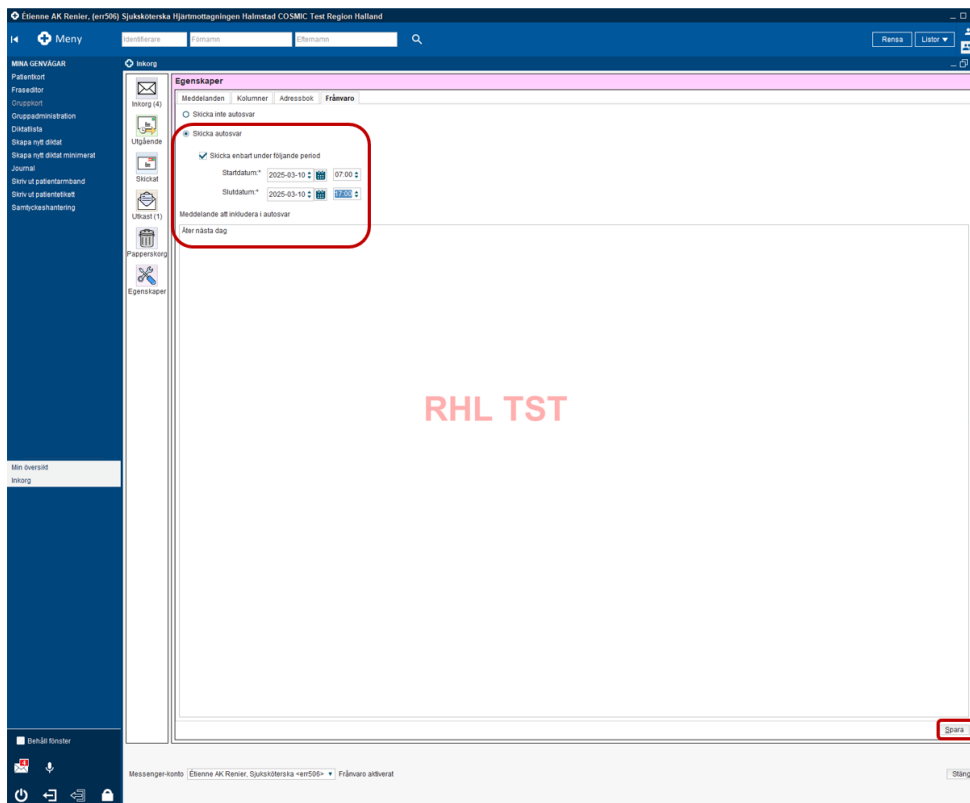 Étienne AK Renier, (err506) Sjuksköterska Hjärtmottagningen Halmstad COSMIC Test Region Halland
Meny
Identifierare
Förnamn
Efternamn
Rensa
Listor
MINA GENVÄGAR
Patientkort
Fraseditor
Gruppkort
Gruppadministration
Diktatlista
Skapa nytt diktat
Skapa nytt diktat minimerat
Journal
Skriv ut patientarmband
Skriv ut patientetikett
Samtyckeshantering
Min översikt
Inkorg
Behåll fönster
4
Inkorg
Inkorg (4)
Utgående
Skickat
Utkast (1)
Papperskorg
Egenskaper
Egenskaper
Meddelanden
Kolumner
Adressbok
Frånvaro
Skicka inte autosvar
Skicka autosvar
Skicka enbart under följande period
Startdatum:* 2025-03-10 07:00
Slutdatum:* 2025-03-10 17:00
Meddelande att inkludera i autosvar
Åter nästa dag
RHL TST
Spara
Messenger-konto Étienne AK Renier, Sjuksköterska <err506> Frånvaro aktiverat
Stäng